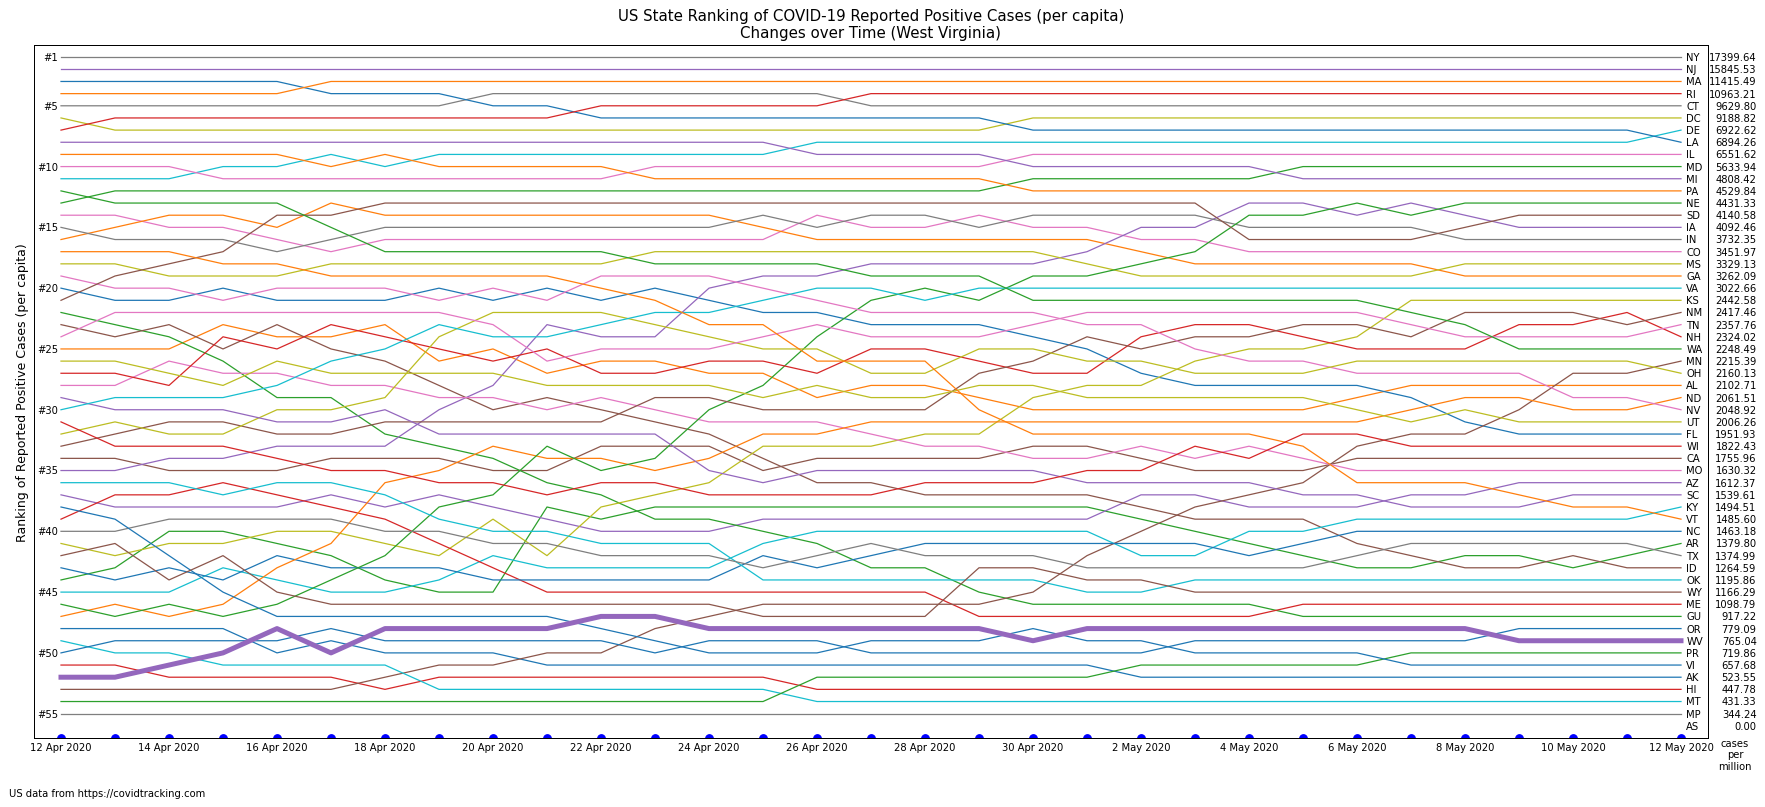 US State Ranking of COVID-19 Reported Positive Cases (per capita)
Changes over Time (West Virginia)
Ranking of Reported Positive Cases (per capita)
#1
#5
#10
#15
#20
#25
#30
#35
#40
#45
#50
#55
NY 17399.64
NJ 15845.53
MA 11415.49
RI 10963.21
CT 9629.80
DC 9188.82
DE 6922.62
LA 6894.26
IL 6551.62
MD 5633.94
MI 4808.42
PA 4529.84
NE 4431.33
SD 4140.58
IA 4092.46
IN 3732.35
CO 3451.97
MS 3329.13
GA 3262.09
VA 3022.66
KS 2442.58
NM 2417.46
TN 2357.76
NH 2324.02
WA 2248.49
MN 2215.39
OH 2160.13
AL 2102.71
ND 2061.51
NV 2048.92
UT 2006.26
FL 1951.93
WI 1822.43
CA 1755.96
MO 1630.32
AZ 1612.37
SC 1539.61
KY 1494.51
VT 1485.60
NC 1463.18
AR 1379.80
TX 1374.99
ID 1264.59
OK 1195.86
WY 1166.29
ME 1098.79
GU 917.22
OR 779.09
WV 765.04
PR 719.86
VI 657.68
AK 523.55
HI 447.78
MT 431.33
MP 344.24
AS 0.00
12 Apr 2020 14 Apr 2020 16 Apr 2020 18 Apr 2020 20 Apr 2020 22 Apr 2020 24 Apr 2020 26 Apr 2020 28 Apr 2020 30 Apr 2020 2 May 2020 4 May 2020 6 May 2020 8 May 2020 10 May 2020 12 May 2020
cases
per
million
US data from https://covidtracking.com